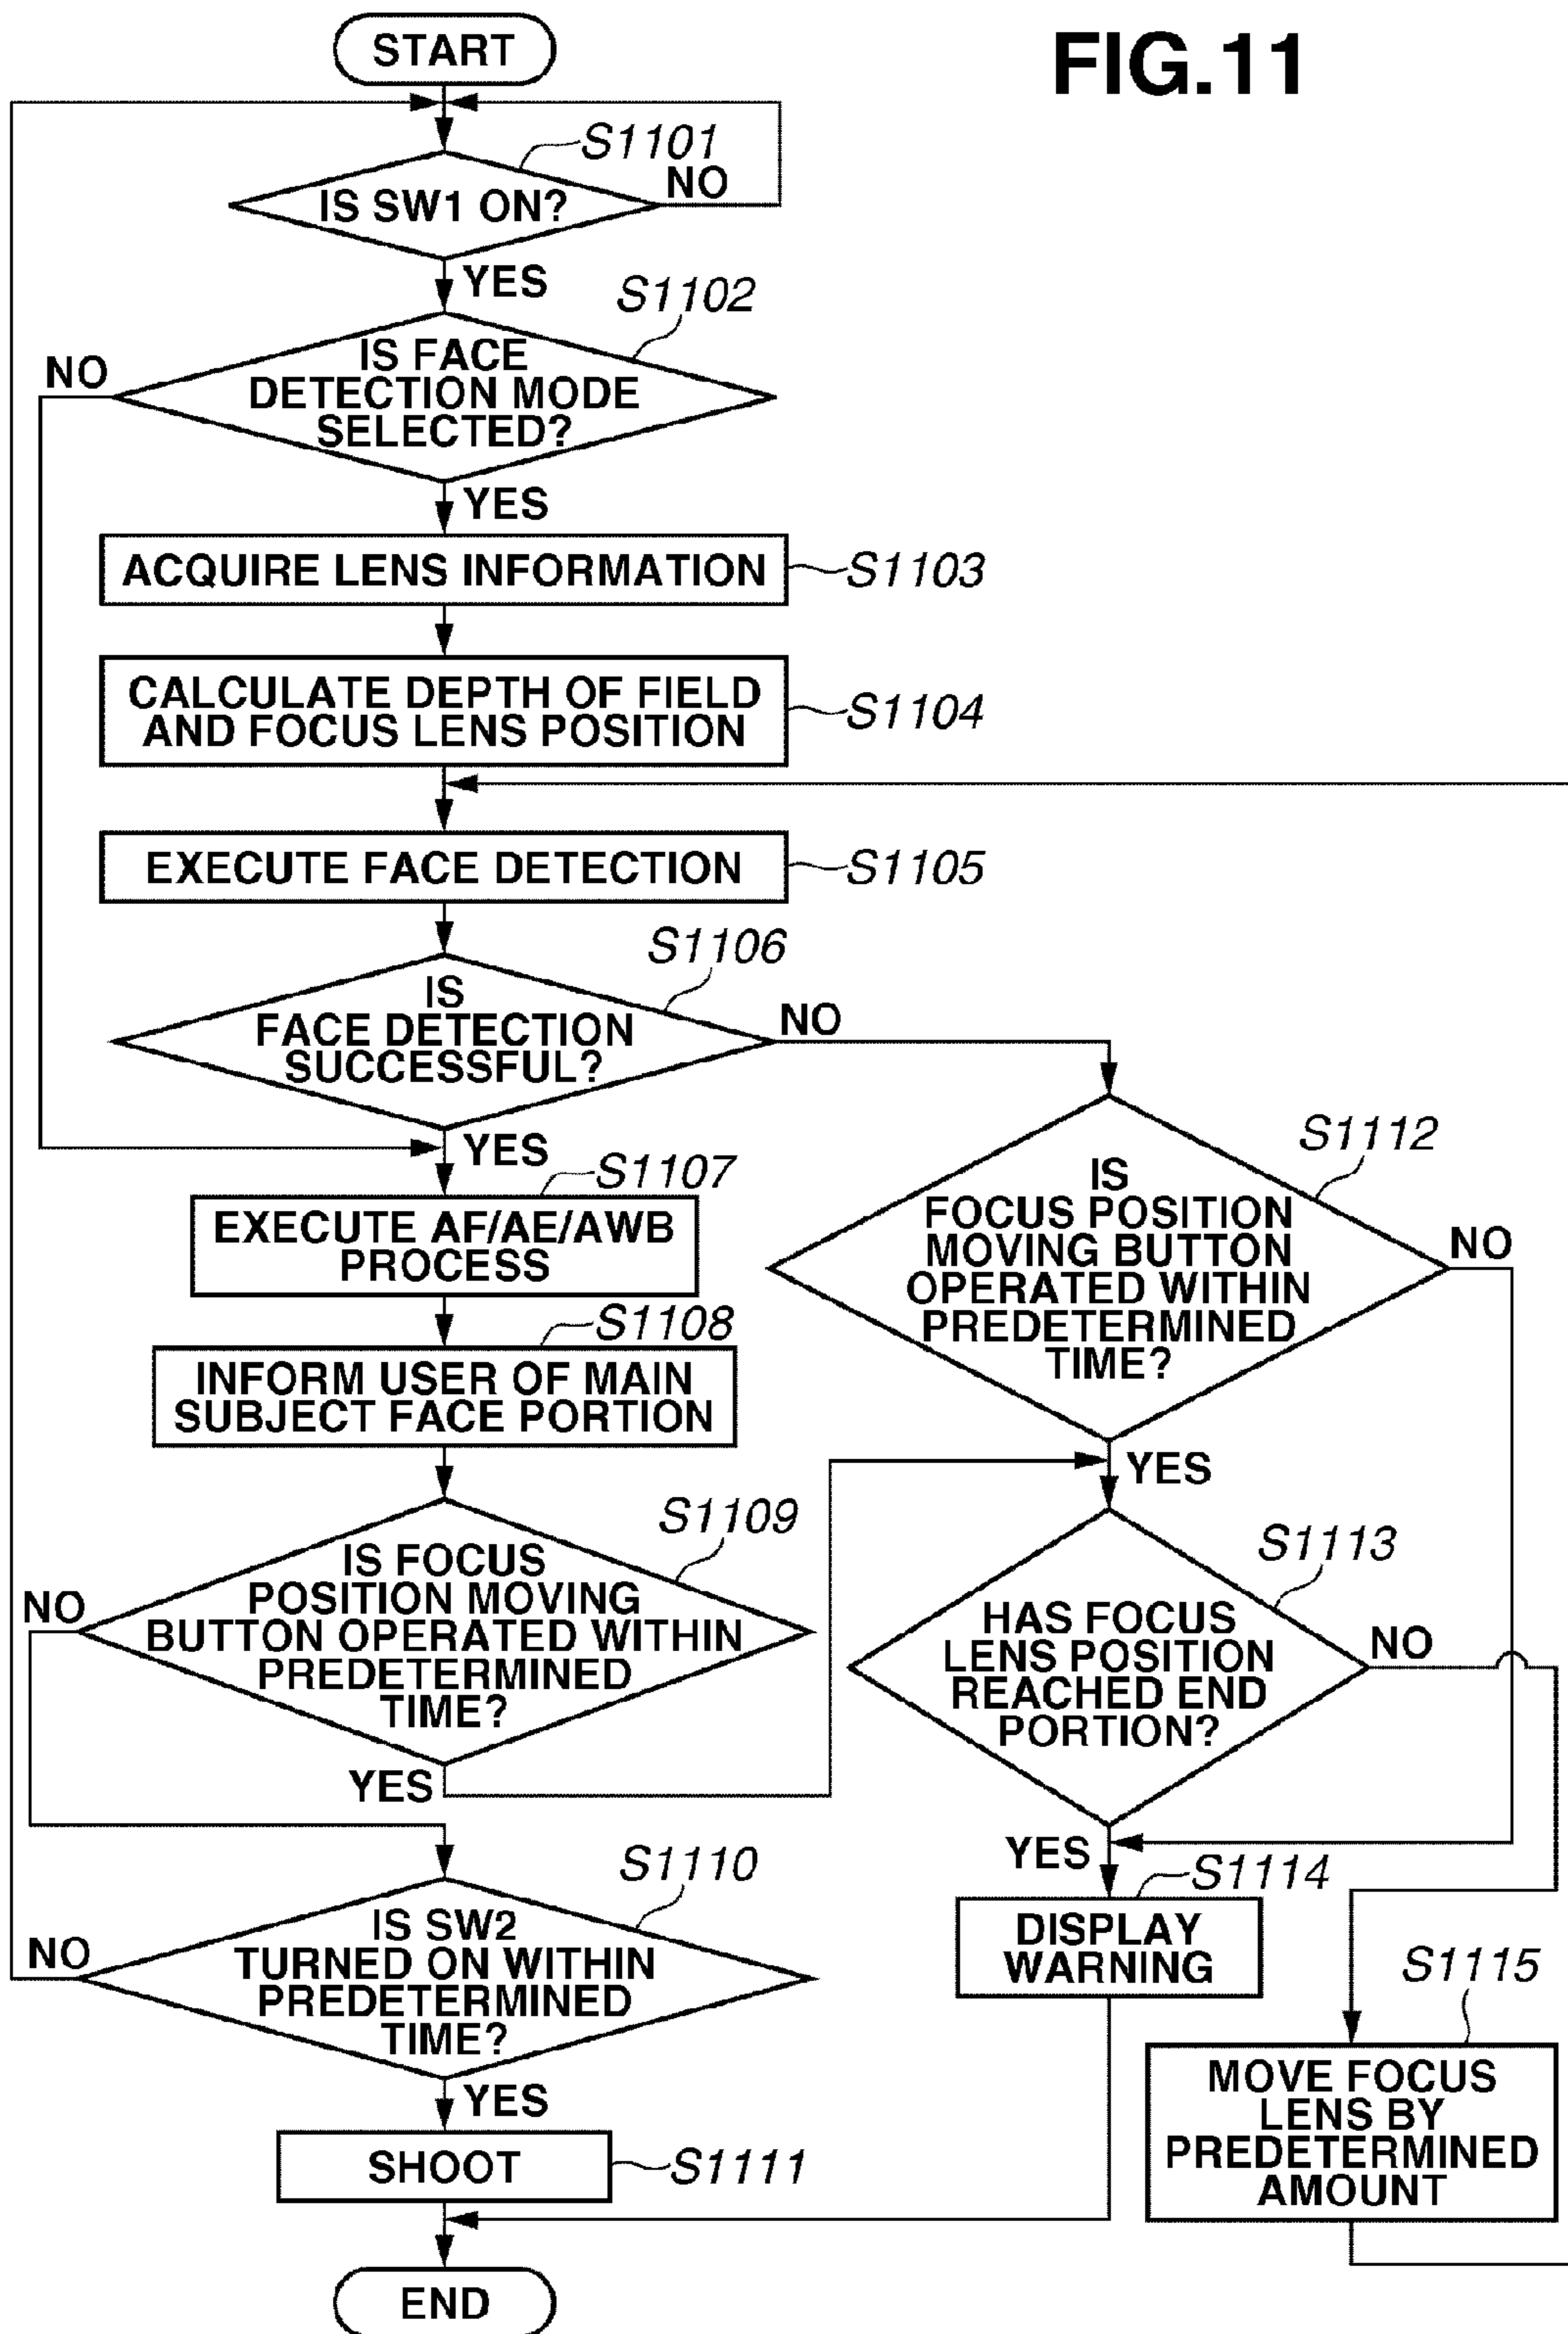 START
FIG.11
S1101
IS SW1 ON?
NO
YES
S1102
IS FACE
DETECTION MODE
SELECTED?
NO
YES
ACQUIRE LENS INFORMATION
S1103
CALCULATE DEPTH OF FIELD
AND FOCUS LENS POSITION
S1104
EXECUTE FACE DETECTION
S1105
S1106
IS
FACE DETECTION
SUCCESSFUL?
NO
YES
S1107
EXECUTE AF/AE/AWB
PROCESS
S1108
INFORM USER OF MAIN
SUBJECT FACE PORTION
S1109
IS FOCUS
POSITION MOVING
BUTTON OPERATED WITHIN
PREDETERMINED
TIME?
NO
YES
S1110
IS SW2
TURNED ON WITHIN
PREDETERMINED
TIME?
NO
YES
SHOOT
S1111
END
S1112
IS
FOCUS POSITION
MOVING BUTTON
OPERATED WITHIN
PREDETERMINED
TIME?
NO
YES
S1113
HAS FOCUS
LENS POSITION
REACHED END
PORTION?
NO
YES
S1114
DISPLAY
WARNING
S1115
MOVE FOCUS
LENS BY
PREDETERMINED
AMOUNT